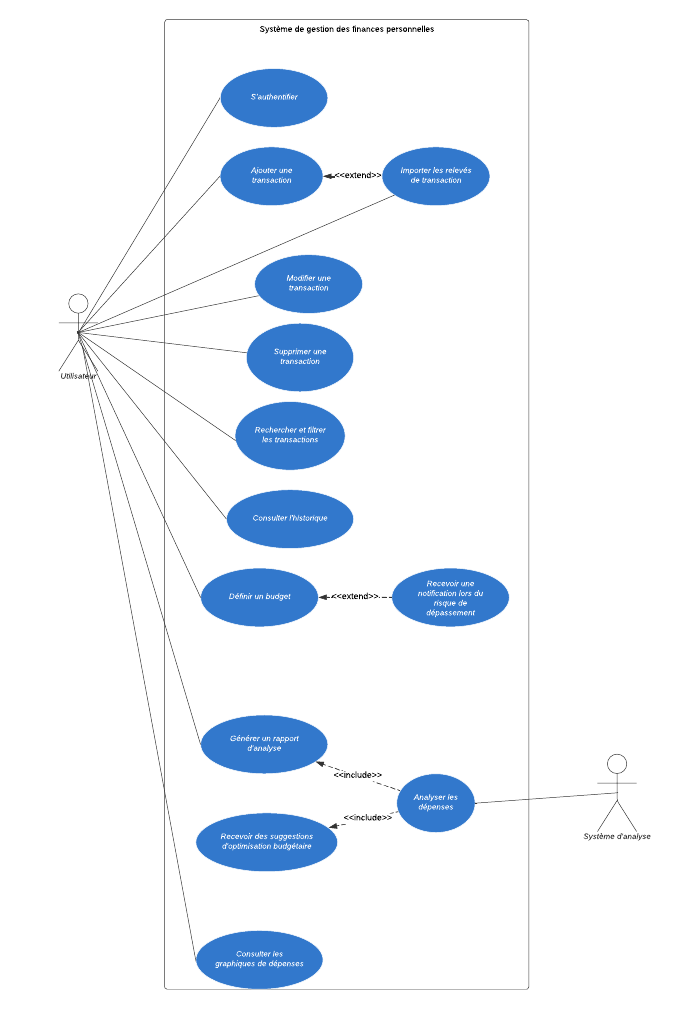 Système de gestion des finances personnelles
S'authentifier
Ajouter une
transaction
<<extend>>
Importer les relevés
de transaction
Modifier une
transaction
Utilisateur
Supprimer une
transaction
Rechercher et filtrer
les transactions
Consulter l'historique
Définir un budget
<<extend>>
Recevoir une
notification lors du
risque de
dépassement
Générer un rapport
d'analyse
<<include>>
Analyser les
dépenses
<<include>>
Système d'analyse
Recevoir des suggestions
d'optimisation budgétaire
Consulter les
graphiques de dépenses